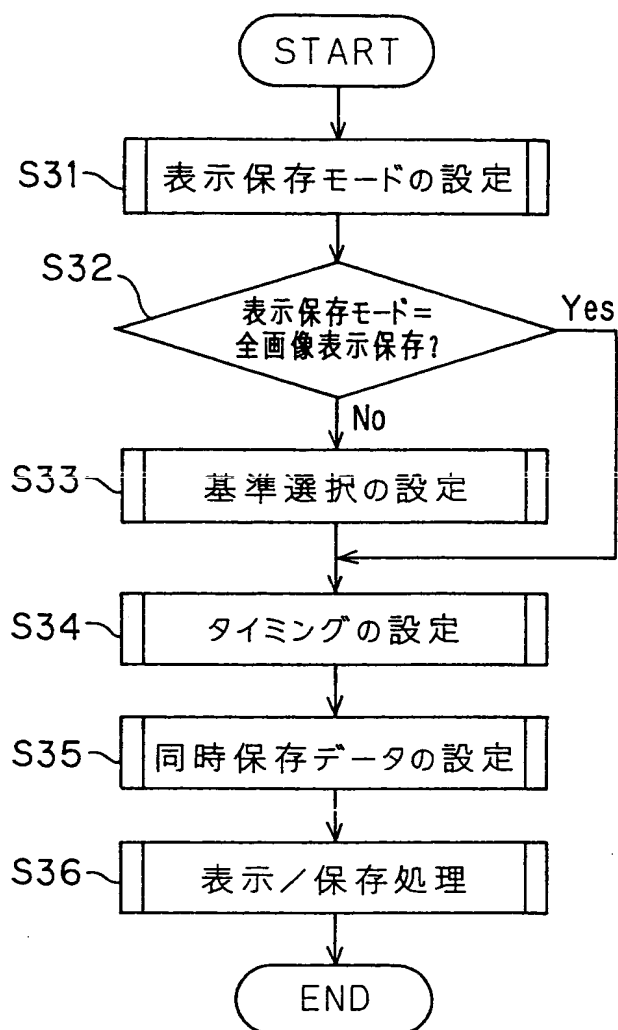 START
S31
表示保存モードの設定
S32
表示保存モード=
全画像表示保存?
Yes
No
S33
基準選択の設定
S34
タイミングの設定
S35
同時保存データの設定
S36
表示/保存処理
END